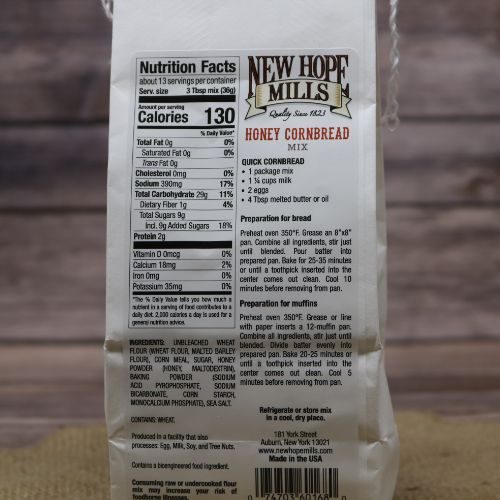 Nutrition Facts
about 13 servings per container
Serv. size 3 Tbsp mix (36g)
Amount per serving
Calories 130
% Daily Value*
Total Fat 0g 0%
Saturated Fat 0g 0%
Trans Fat 0g
Cholesterol 0mg 0%
Sodium 390mg 17%
Total Carbohydrate 29g 11%
Dietary Fiber 1g 4%
Total Sugars 9g
Incl. 9g Added Sugars 18%
Protein 2g
Vitamin D 0mcg 0%
Calcium 18mg 2%
Iron 0mg 0%
Potassium 35mg 0%
*The % Daily Value tells you how much a
nutrient in a serving of food contributes to a
daily diet. 2,000 calories a day is used for a
general nutrition advice.
INGREDIENTS: UNBLEACHED WHEAT
FLOUR (WHEAT FLOUR, MALTED BARLEY
FLOUR), CORN MEAL, SUGAR, HONEY
POWDER (HONEY, MALTODEXTRIN),
BAKING POWDER (SODIUM
ACID PYROPHOSPHATE, SODIUM
BICARBONATE, CORN STARCH,
MONOCALCIUM PHOSPHATE), SEA SALT.
CONTAINS: WHEAT.
Produced in a facility that also
processes: Egg, Milk, Soy, and Tree Nuts.
Contains a bioengineered food ingredient.
Consuming raw or undercooked flour
mix may increase your risk of
foodborne illnesses.
NEW HOPE
MILLS
Quality Since 1823
HONEY CORNBREAD
MIX
QUICK CORNBREAD
• 1 package mix
• 1 ¼ cups milk
• 2 eggs
• 4 Tbsp melted butter or oil
Preparation for bread
Preheat oven 350°F. Grease an 8"x8"
pan. Combine all ingredients, stir just
until blended. Pour batter into
prepared pan. Bake for 25-35 minutes
or until a toothpick inserted into the
center comes out clean. Cool 10
minutes before removing from pan.
Preparation for muffins
Preheat oven 350°F. Grease or line
with paper inserts a 12-muffin pan.
Combine all ingredients, stir just until
blended. Divide batter evenly into
prepared pan. Bake 20-25 minutes or
until a toothpick inserted into the
center comes out clean. Cool 5
minutes before removing from pan.
Refrigerate or store mix
in a cool, dry place.
181 York Street
Auburn, New York 13021
www.newhopemills.com
Made in the USA
0 74703 60168